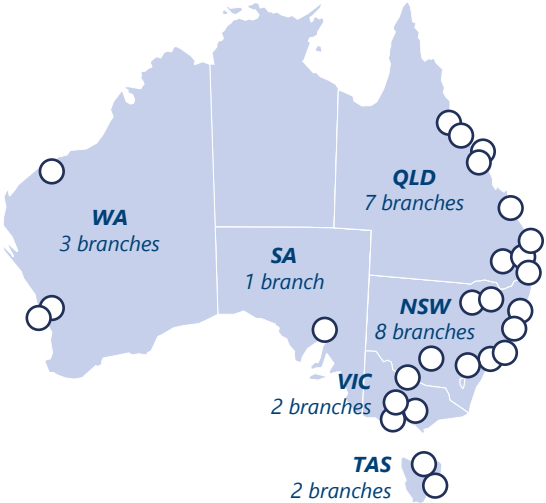 QLD
7 branches
WA
3 branches
SA
1 branch
NSW
8 branches
VIC
2 branches
TAS
2 branches